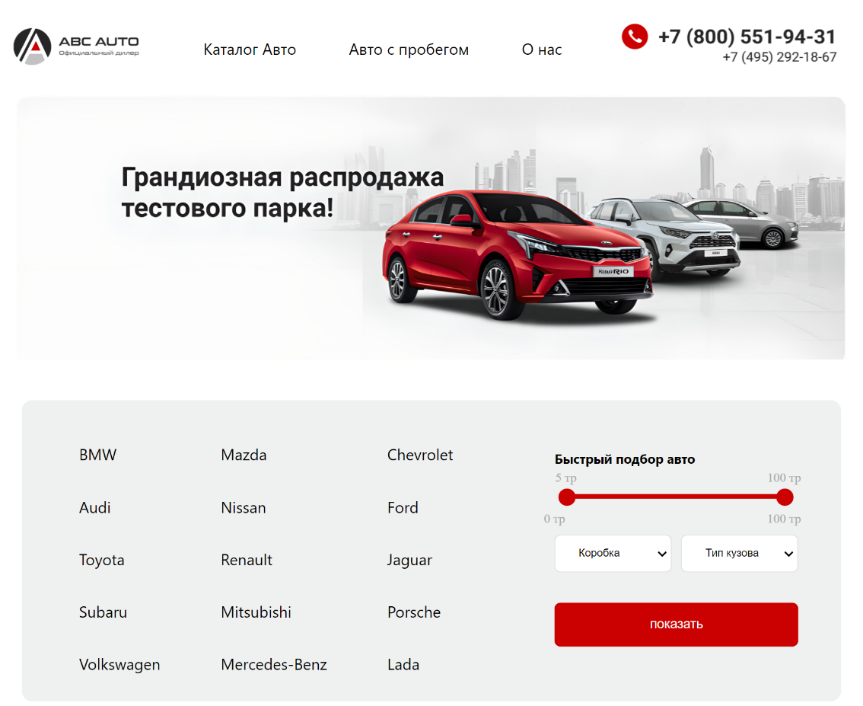 ABC AUTO
Официальный дилер
Каталог Авто
Авто с пробегом
О нас
+7 (800) 551-94-31
+7 (495) 292-18-67
Грандиозная распродажа
тестового парка!
BMW
Mazda
Chevrolet
Audi
Nissan
Ford
Toyota
Renault
Jaguar
Subaru
Mitsubishi
Porsche
Volkswagen
Mercedes-Benz
Lada
Быстрый подбор авто
5 тр
100 тр
0 тр
100 тр
Коробка
Тип кузова
показать